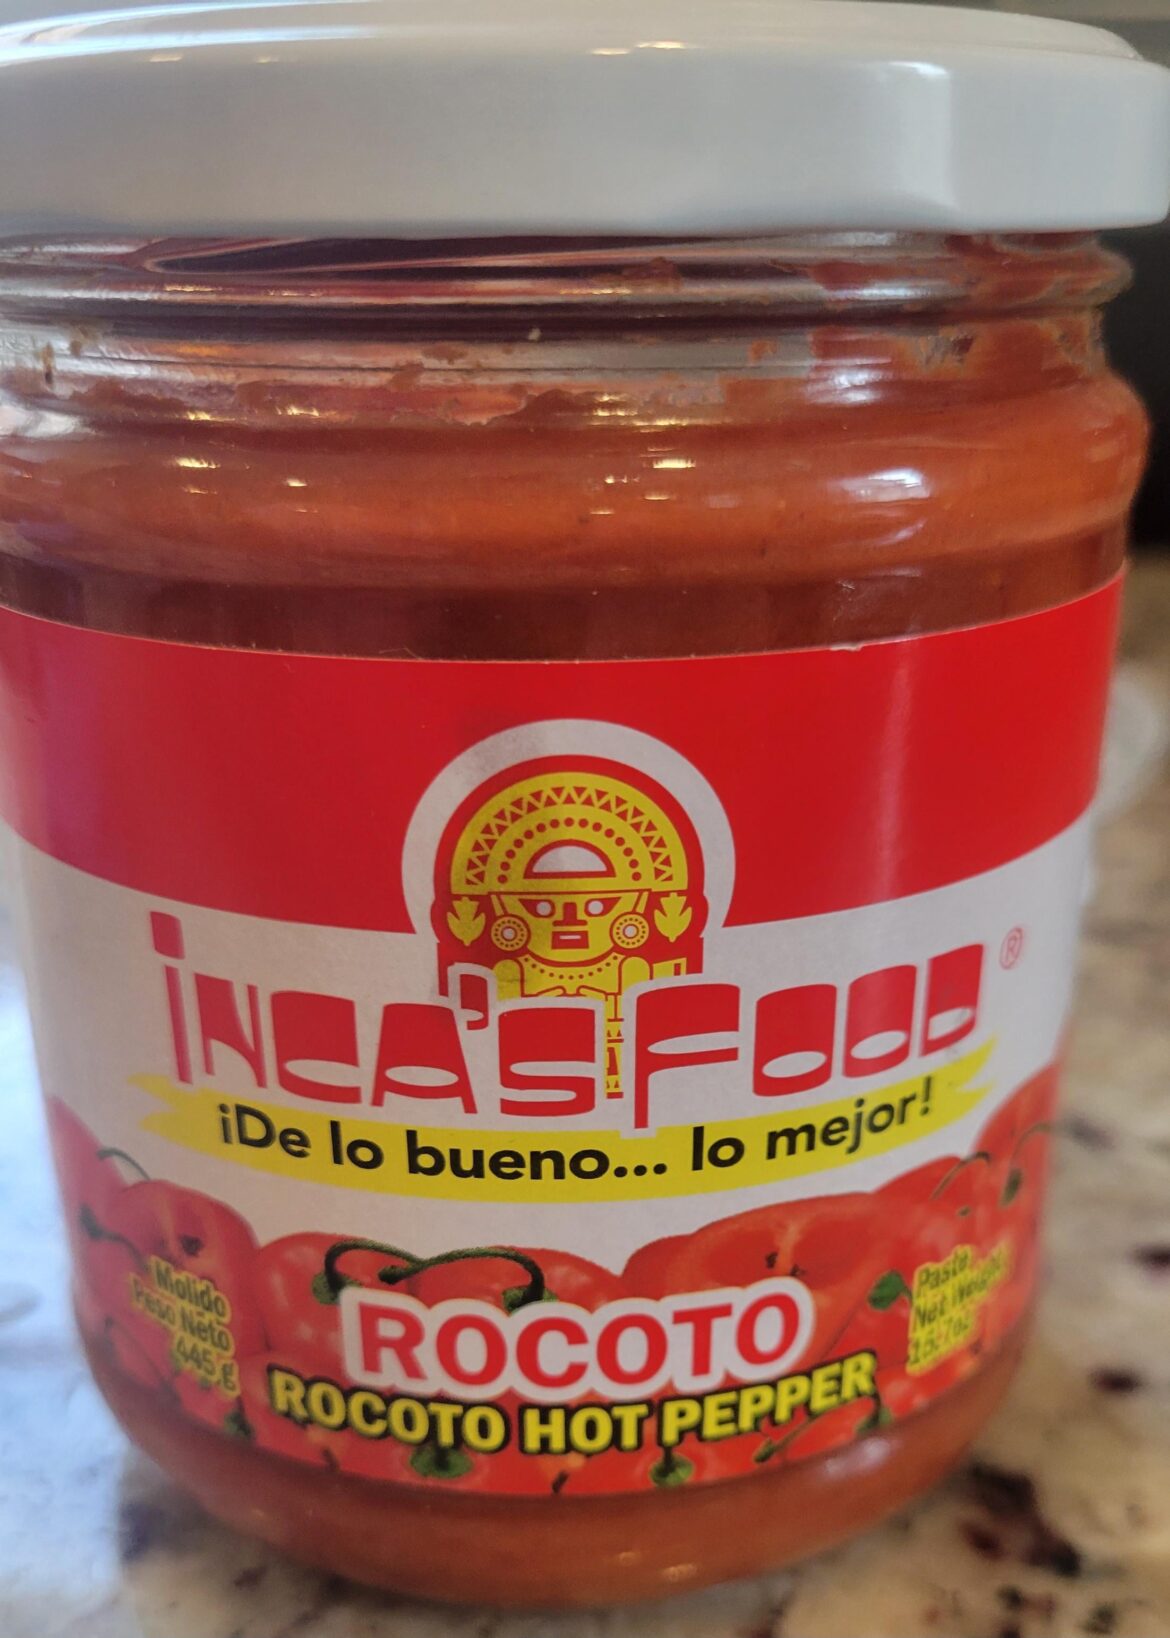 INCA'S FOOD ®
¡De lo bueno... lo mejor!
Molido
Peso Neto
445 g
Paste
Net Weight
15.7oz
ROCOTO
ROCOTO HOT PEPPER